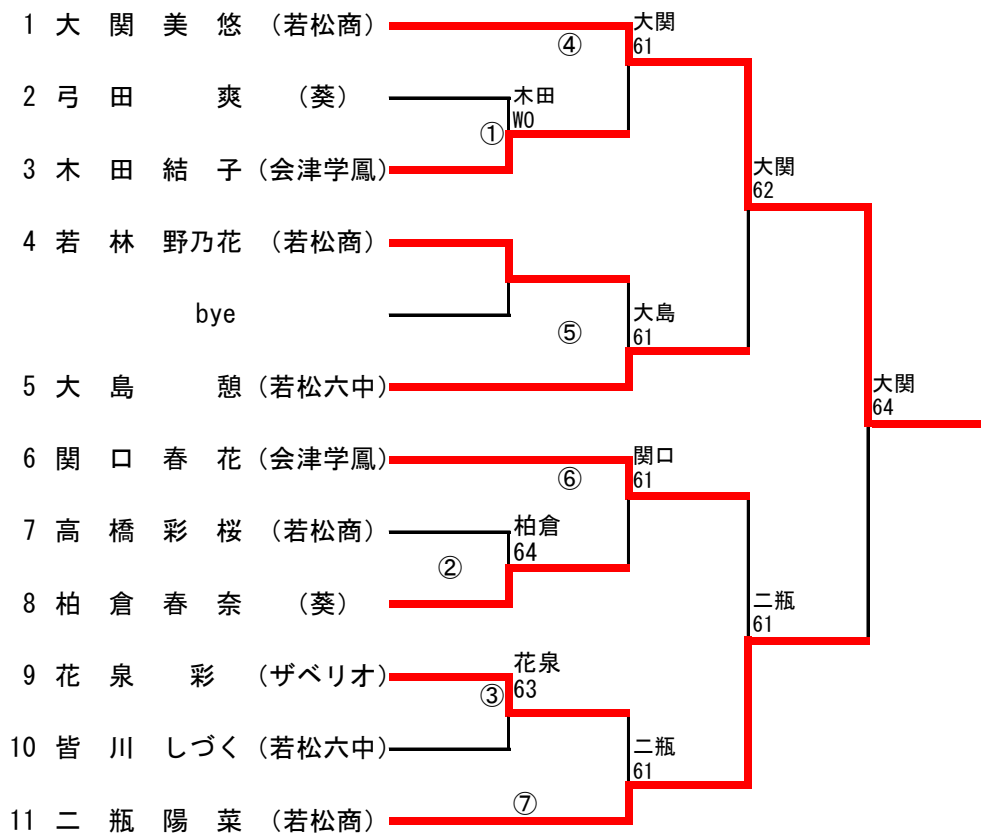 1 大 関 美 悠 (若松商)
④
大関
61
2 弓 田 爽 (葵)
木田
WO
①
3 木 田 結 子 (会津学鳳)
大関
62
4 若 林 野乃花 (若松商)
bye
⑤
大島
61
5 大 島 憩 (若松六中)
大関
64
6 関 口 春 花 (会津学鳳)
⑥
関口
61
7 高 橋 彩 桜 (若松商)
柏倉
64
②
8 柏 倉 春 奈 (葵)
二瓶
61
9 花 泉 彩 (ザベリオ)
花泉
63
③
10 皆 川 しづく (若松六中)
二瓶
61
⑦
11 二 瓶 陽 菜 (若松商)